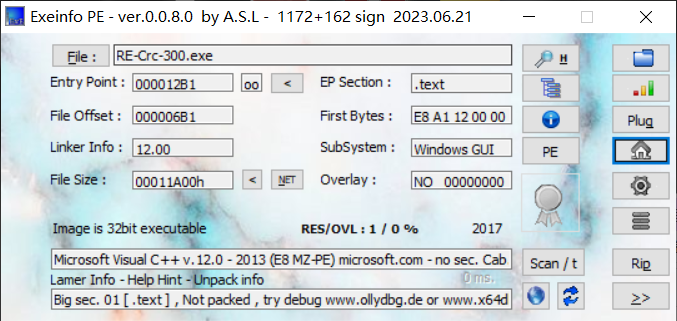 Exeinfo PE - ver.0.0.8.0 by A.S.L - 1172+162 sign 2023.06.21
File : RE-Crc-300.exe H
Entry Point : 000012B1 oo < EP Section : .text
File Offset : 000006B1 First Bytes : E8 A1 12 00 00 Plug
Linker Info : 12.00 SubSystem : Windows GUI PE
File Size : 00011A00h < NET Overlay : NO 00000000
Image is 32bit executable RES/OVL : 1 / 0 % 2017
Microsoft Visual C++ v.12.0 - 2013 (E8 MZ-PE) microsoft.com - no sec. Cab Scan / t Rip
Lamer Info - Help Hint - Unpack info 0 ms.
Big sec. 01 [ .text ] , Not packed , try debug www.ollydbg.de or www.x64d >>